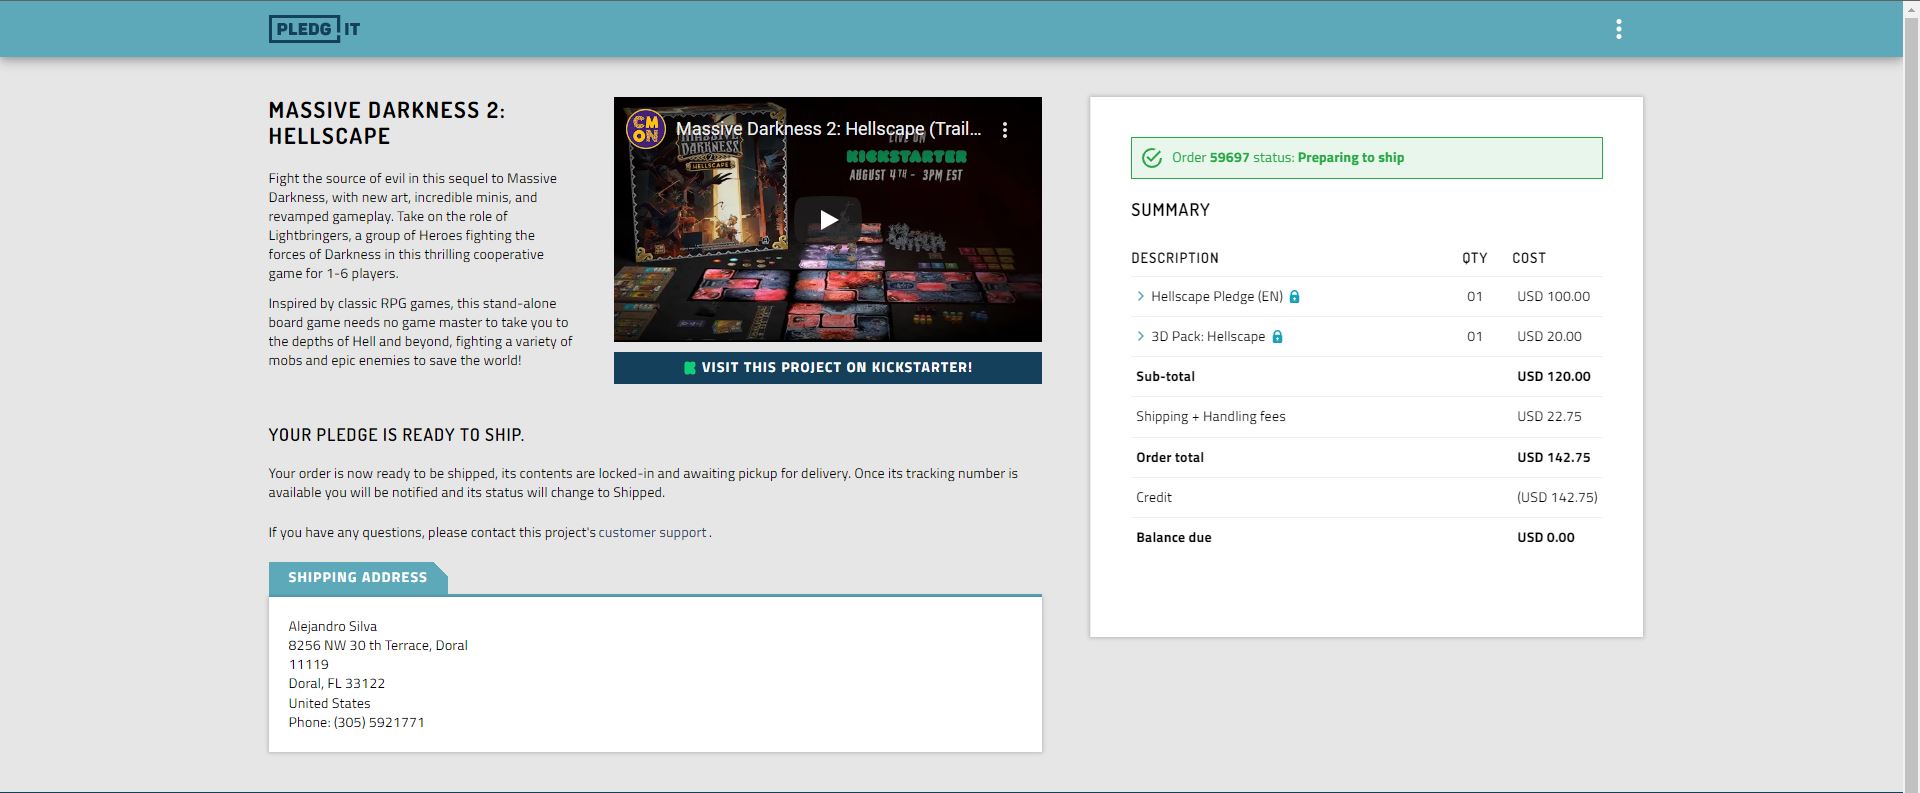 PLEDG IT
MASSIVE DARKNESS 2:
HELLSCAPE
Fight the source of evil in this sequel to Massive
Darkness, with new art, incredible minis, and
revamped gameplay. Take on the role of
Lightbringers, a group of Heroes fighting the
forces of Darkness in this thrilling cooperative
game for 1-6 players.
Inspired by classic RPG games, this stand-alone
board game needs no game master to take you to
the depths of Hell and beyond, fighting a variety of
mobs and epic enemies to save the world!
CM
ON
Massive Darkness 2: Hellscape (Trail...
MASSIVE
DARKNESS
HELLSCAPE
LIVE ON
KICKSTARTER
AUGUST 4TH - 3PM EST
VISIT THIS PROJECT ON KICKSTARTER!
YOUR PLEDGE IS READY TO SHIP.
Your order is now ready to be shipped, its contents are locked-in and awaiting pickup for delivery. Once its tracking number is
available you will be notified and its status will change to Shipped.
If you have any questions, please contact this project's customer support .
SHIPPING ADDRESS
Alejandro Silva
8256 NW 30 th Terrace, Doral
11119
Doral, FL 33122
United States
Phone: (305) 5921771
Order 59697 status: Preparing to ship
SUMMARY
DESCRIPTION QTY COST
Hellscape Pledge (EN) 01 USD 100.00
3D Pack: Hellscape 01 USD 20.00
Sub-total USD 120.00
Shipping + Handling fees USD 22.75
Order total USD 142.75
Credit (USD 142.75)
Balance due USD 0.00